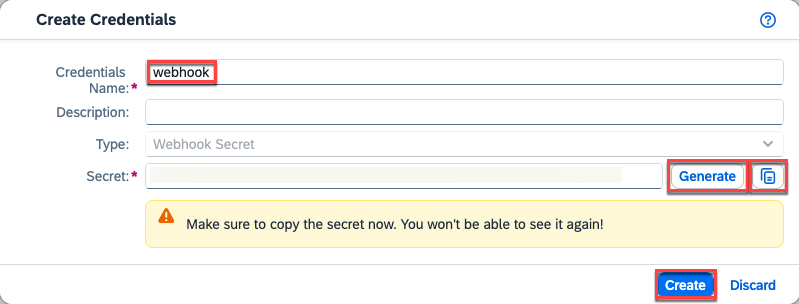 Create Credentials
Credentials Name:* webhook
Description:
Type: Webhook Secret
Secret:* Generate
Make sure to copy the secret now. You won't be able to see it again!
Create Discard